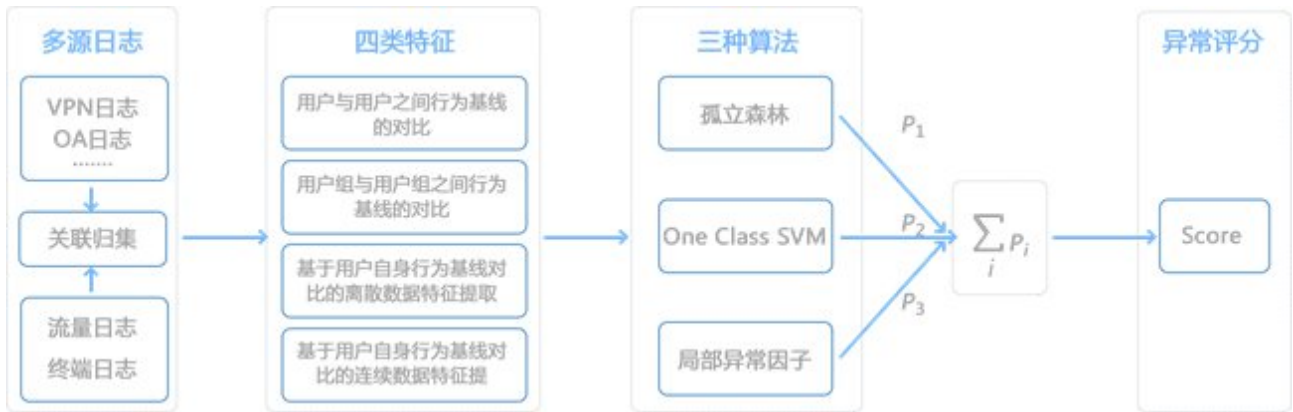 多源日志
VPN日志
OA日志
.......
关联归集
流量日志
终端日志
四类特征
用户与用户之间行为基线
的对比
用户组与用户组之间行为
基线的对比
基于用户自身行为基线对
比的离散数据特征提取
基于用户自身行为基线对
比的连续数据特征提
三种算法
孤立森林
One Class SVM
局部异常因子
P₁
P₂
P₃
∑ᵢ Pᵢ
异常评分
Score